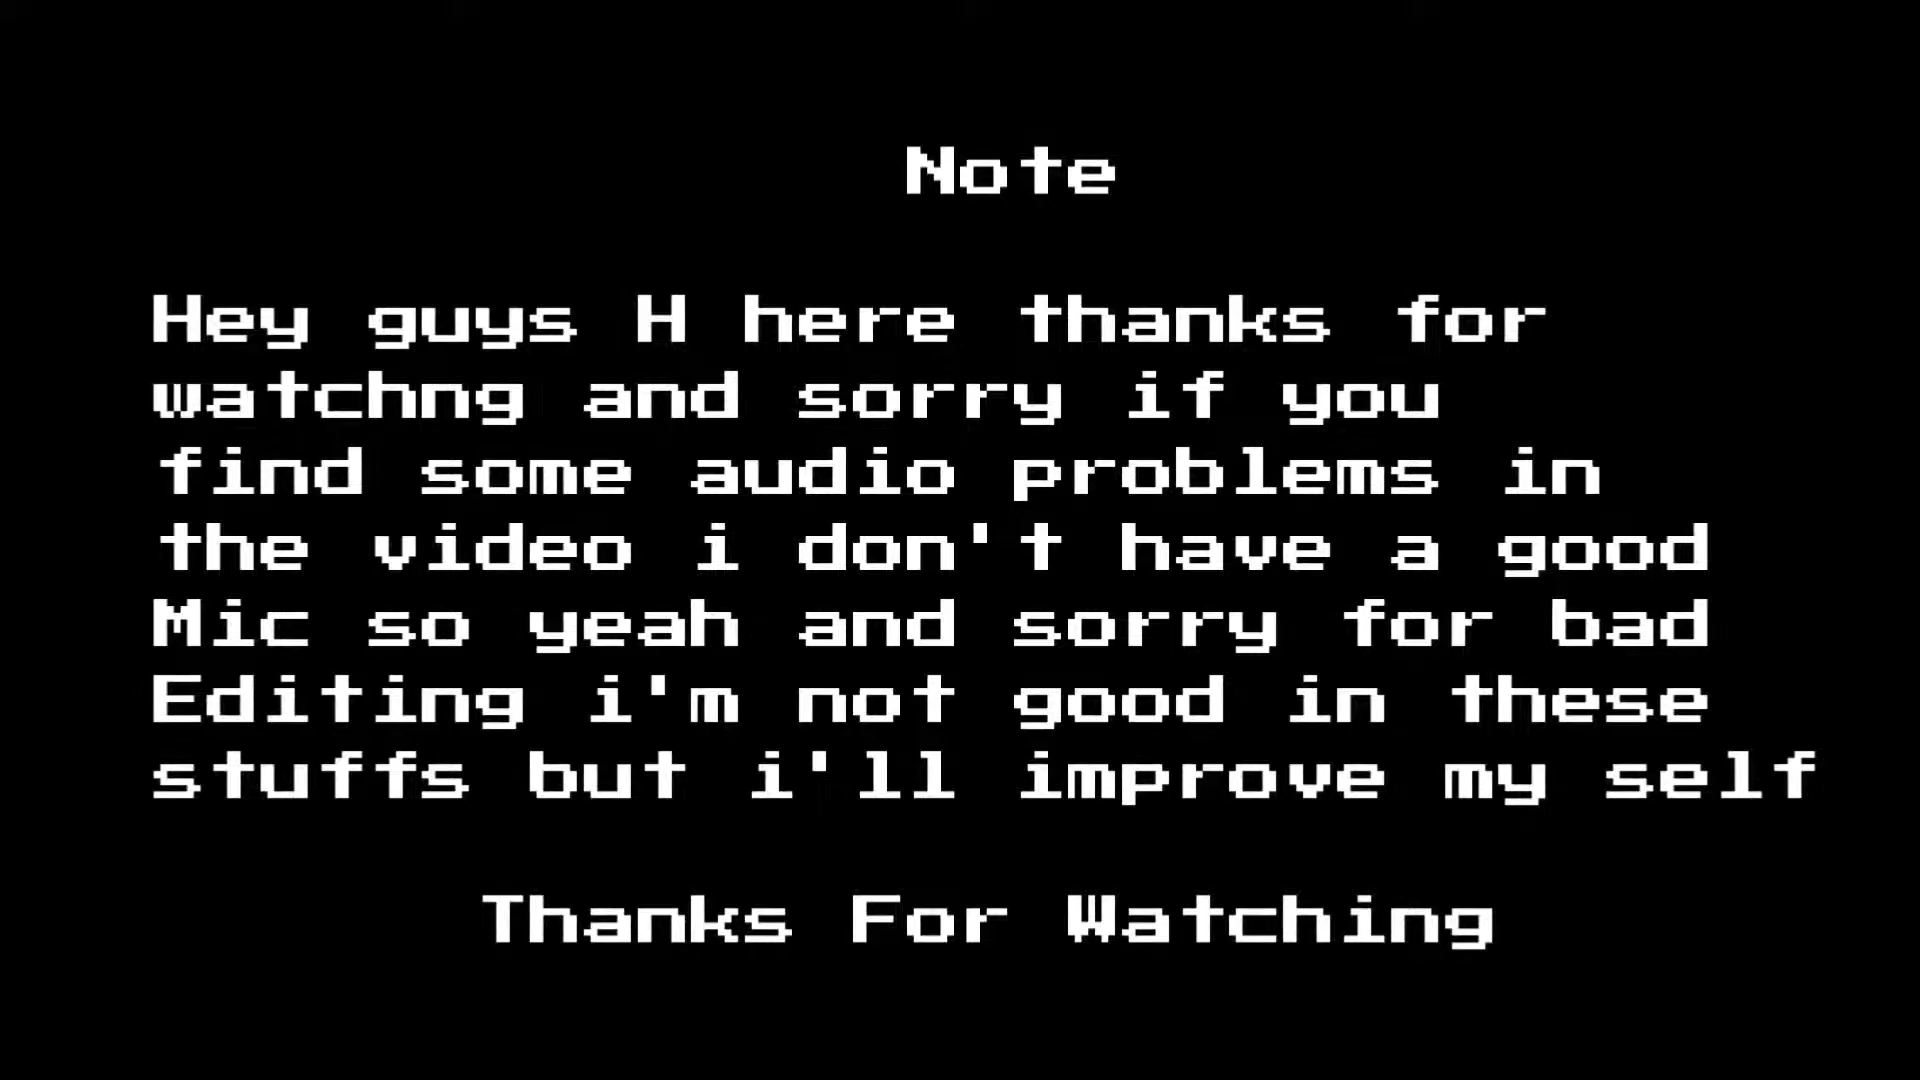 Note
Hey guys H here thanks for
watchng and sorry if you
find some audio problems in
the video i don't have a good
Mic so yeah and sorry for bad
Editing i'm not good in these
stuffs but i'll improve my self
Thanks For Watching